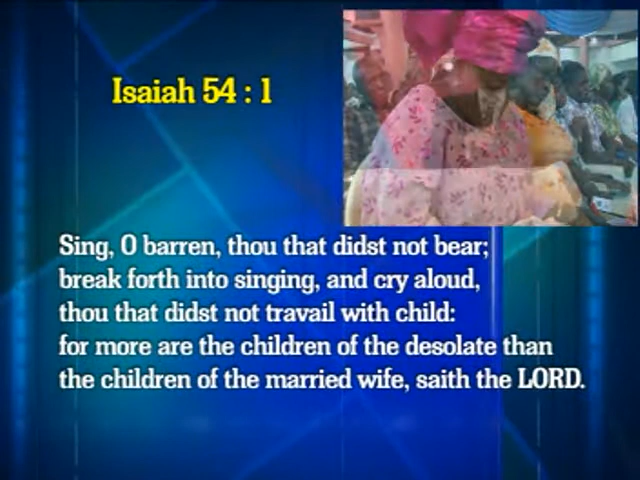 Isaiah 54 : 1
Sing, O barren, thou that didst not bear;
break forth into singing, and cry aloud,
thou that didst not travail with child:
for more are the children of the desolate than
the children of the married wife, saith the LORD.